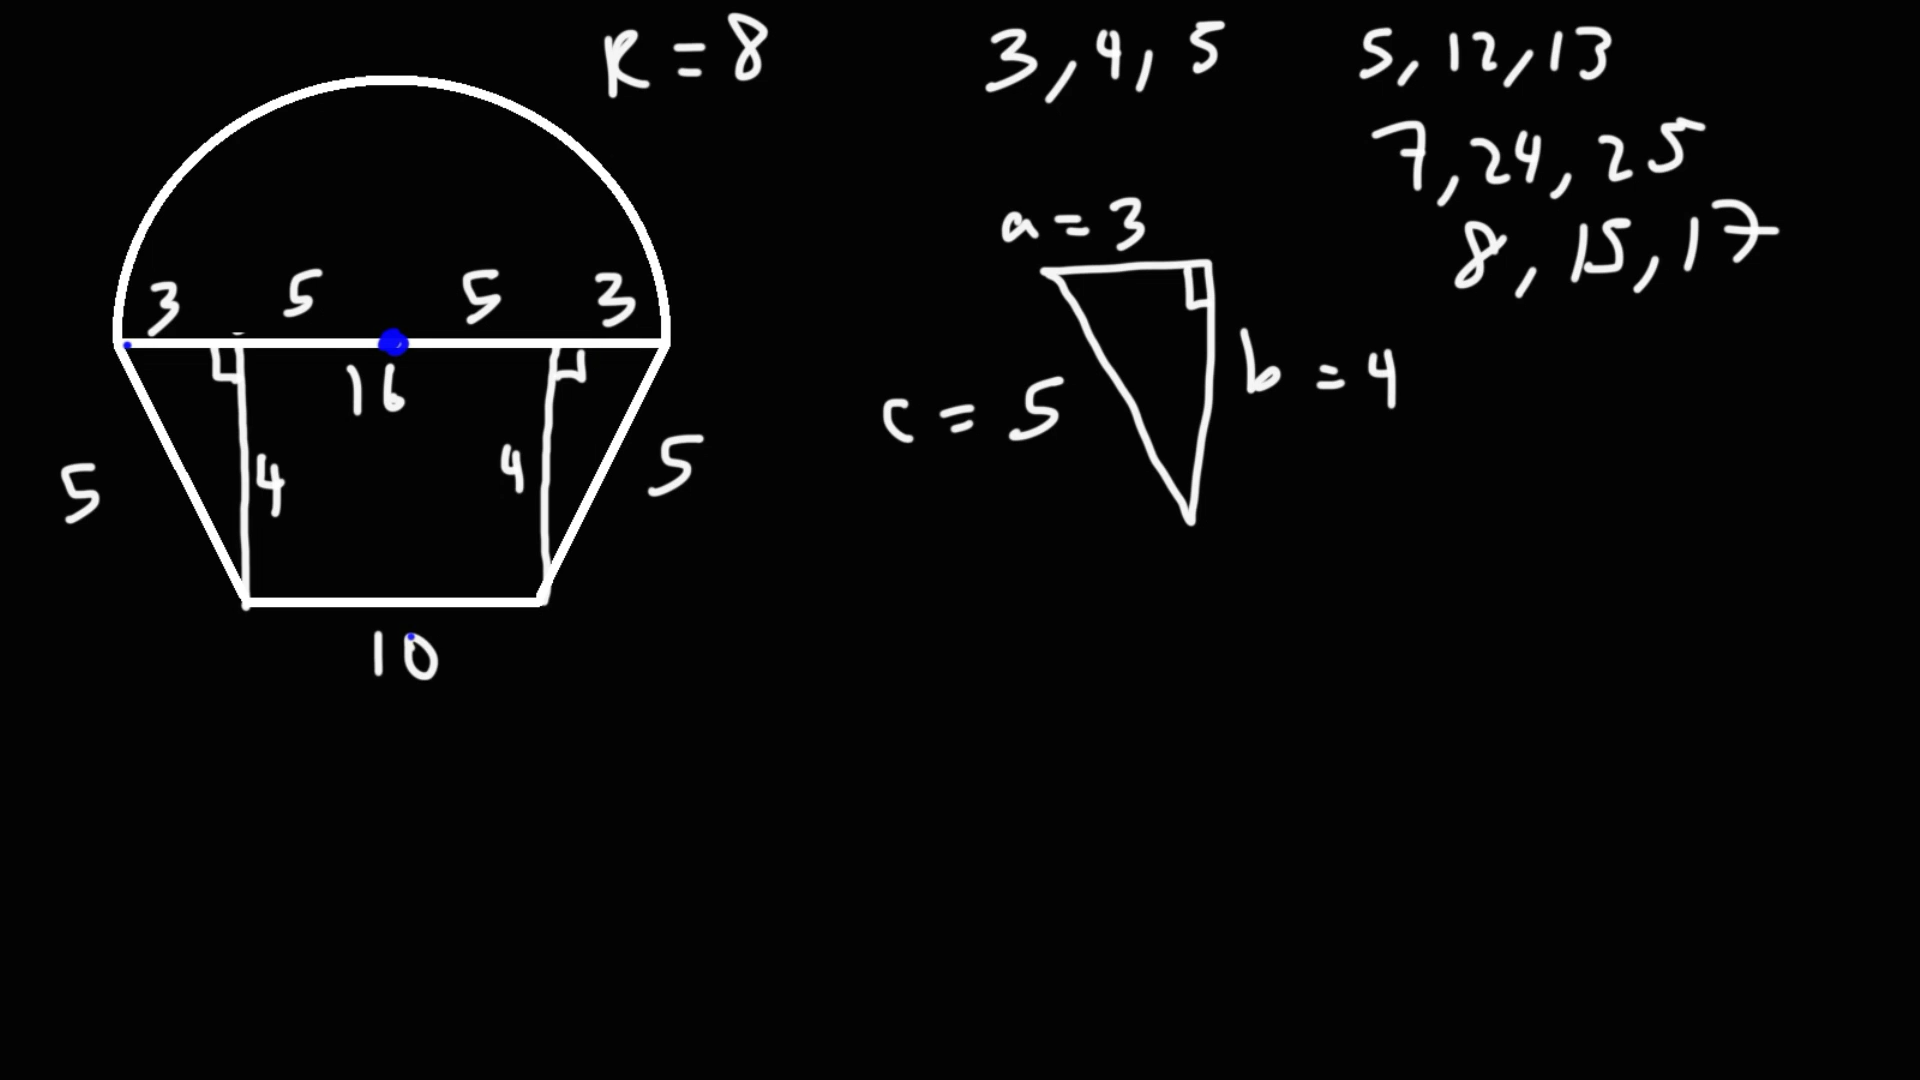 R = 8
3, 4, 5
5, 12, 13
7, 24, 25
8, 15, 17
a = 3
3 5 5 3
16
b = 4
c = 5
5 4 4 5
10